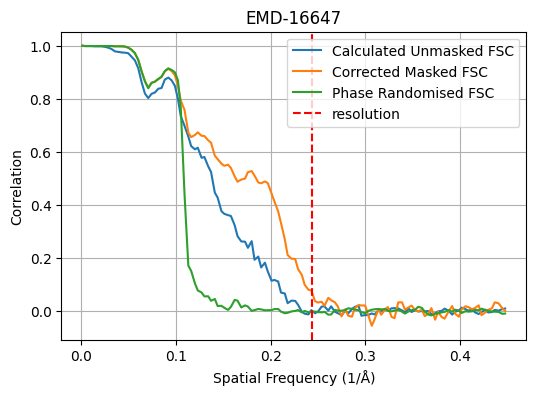 EMD-16647
Calculated Unmasked FSC
Corrected Masked FSC
Phase Randomised FSC
resolution
Correlation
1.0
0.8
0.6
0.4
0.2
0.0
0.0 0.1 0.2 0.3 0.4
Spatial Frequency (1/Å)